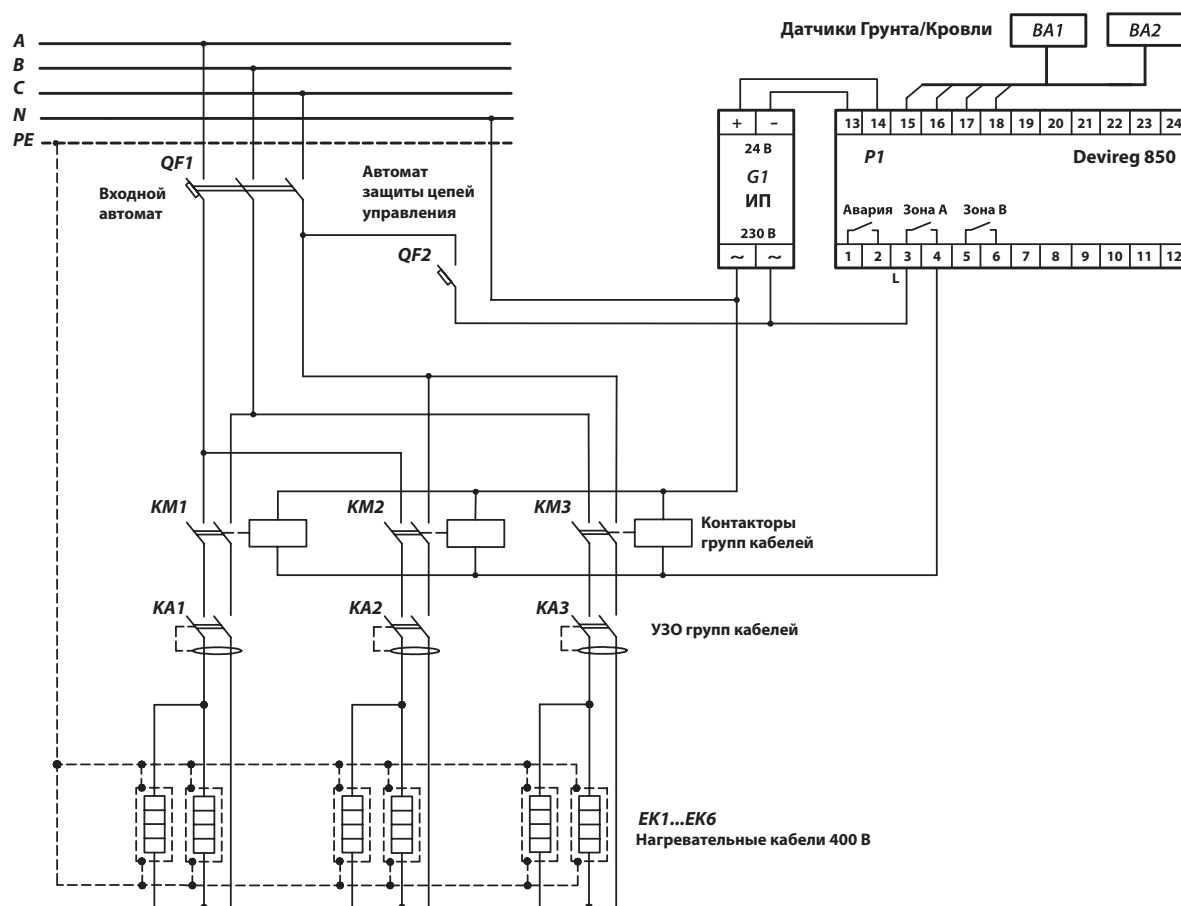 Датчики Грунта/Кровли
BA1
BA2
A
B
C
N
PE
QF1
Входной
автомат
Автомат
защиты цепей
управления
QF2
+
–
24 В
G1
ИП
230 В
~
~
13 14 15 16 17 18 19 20 21 22 23 24
P1
Devireg 850
Авария
Зона А
Зона В
1 2 3 4 5 6 7 8 9 10 11 12
L
KM1
KM2
KM3
Контакторы
групп кабелей
KA1
KA2
KA3
УЗО групп кабелей
EK1...EK6
Нагревательные кабели 400 В